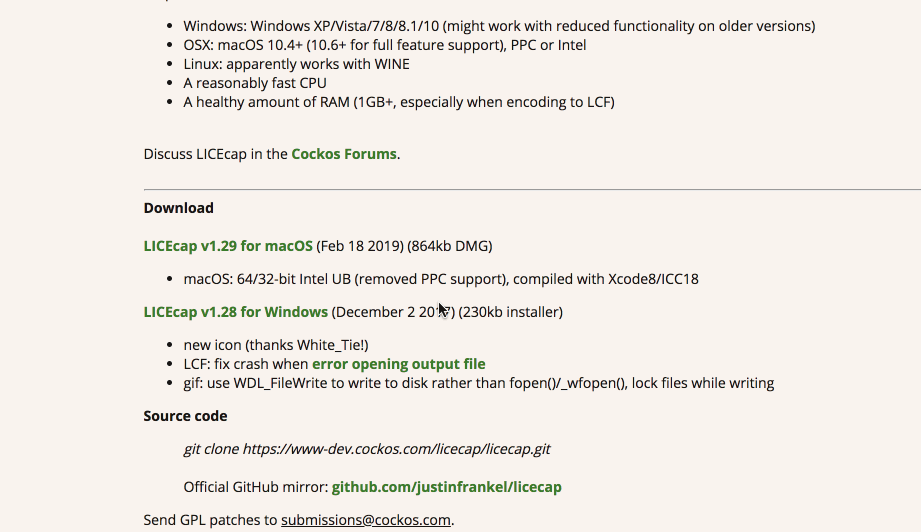 Windows: Windows XP/Vista/7/8/8.1/10 (might work with reduced functionality on older versions)
OSX: macOS 10.4+ (10.6+ for full feature support), PPC or Intel
Linux: apparently works with WINE
A reasonably fast CPU
A healthy amount of RAM (1GB+, especially when encoding to LCF)
Discuss LICEcap in the Cockos Forums.
Download
LICEcap v1.29 for macOS (Feb 18 2019) (864kb DMG)
macOS: 64/32-bit Intel UB (removed PPC support), compiled with Xcode8/ICC18
LICEcap v1.28 for Windows (December 2 (230kb installer)
new icon (thanks White_Tie!)
LCF: fix crash when error opening output file
gif: use WDL_FileWrite to write to disk rather than fopen()/_wfopen(), lock files while writing
Source code
git clone https://www-dev.cockos.com/licecap/licecap.git
Official GitHub mirror: github.com/justinfrankel/licecap
Send GPL patches to submissions@cockos.com.